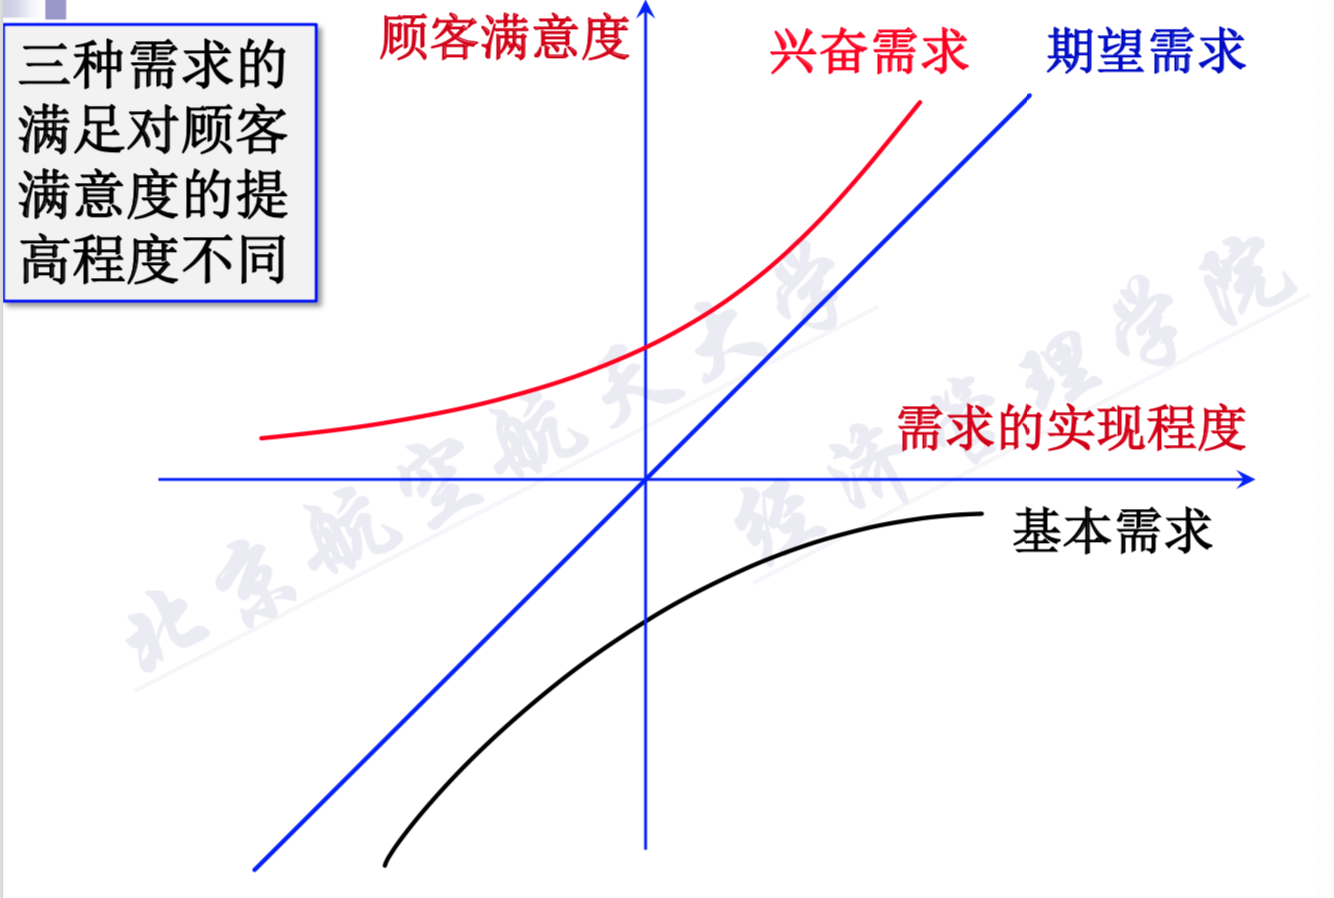 三种需求的
满足对顾客
满意度的提
高程度不同
顾客满意度
兴奋需求
期望需求
需求的实现程度
基本需求
北京航空航天大学
经济管理学院